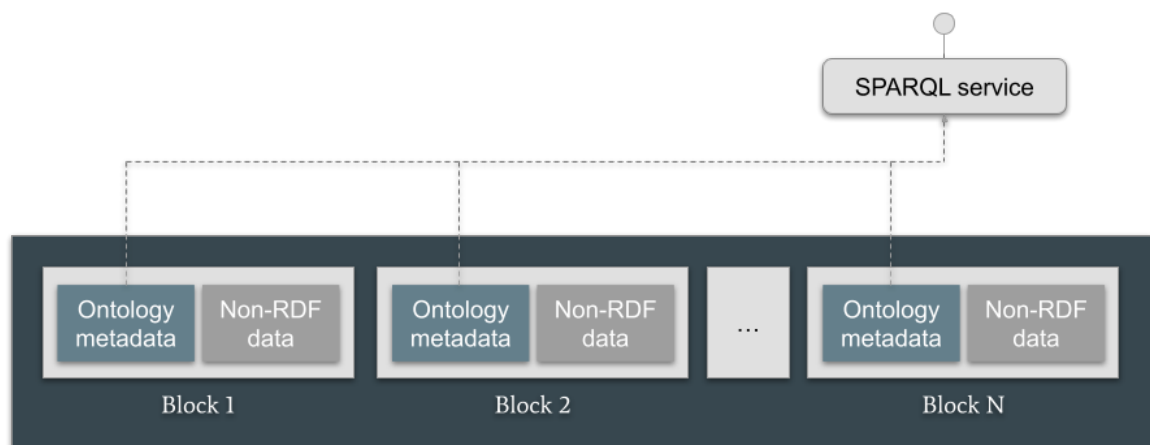 SPARQL service
Ontology
metadata
Non-RDF
data
Ontology
metadata
Non-RDF
data
...
Ontology
metadata
Non-RDF
data
Block 1
Block 2
Block N